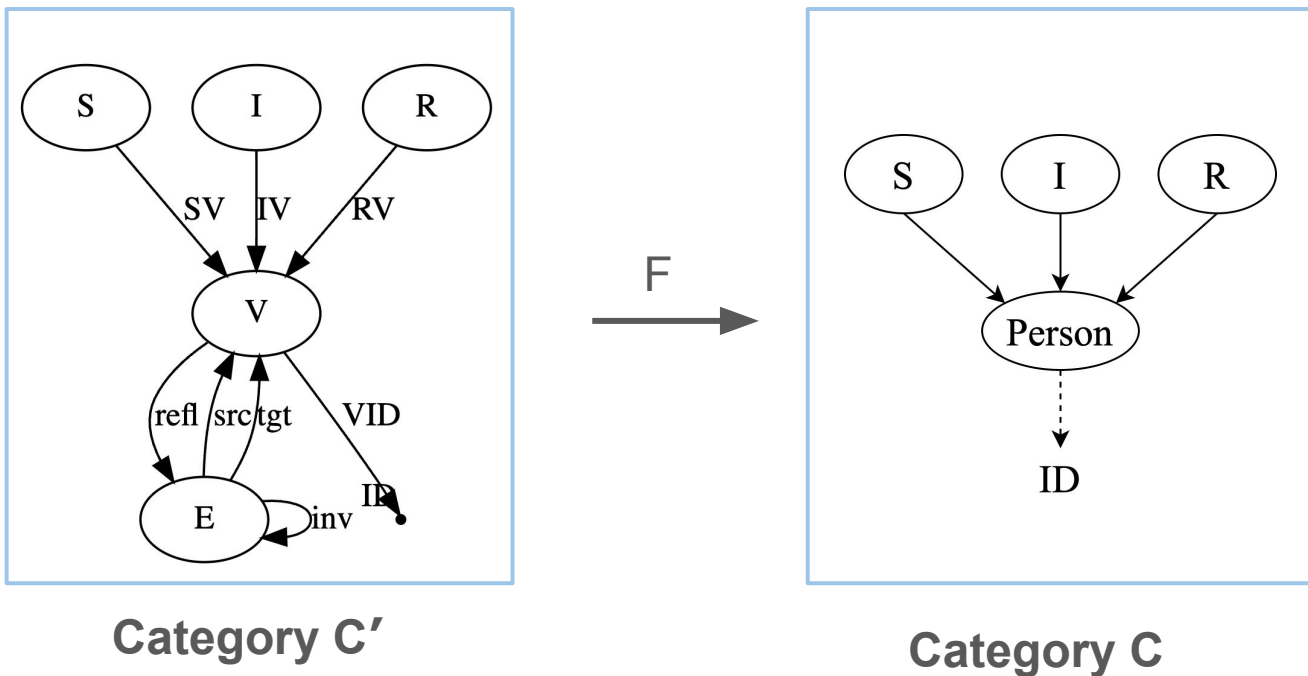 S I R
SV IV RV
V
refl src tgt VID
ID
E inv
Category C′
F
S I R
Person
ID
Category C